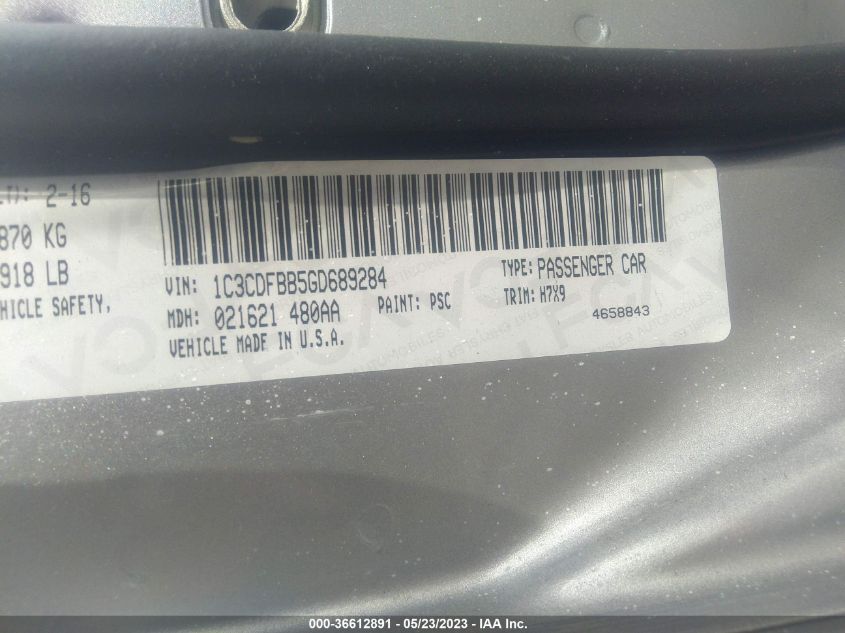 2-16
870 KG
918 LB
HICLE SAFETY,
VIN: 1C3CDFBB5GD689284
TYPE: PASSENGER CAR
MDH: 021621 480AA
PAINT: PSC
TRIM: H7X9
VEHICLE MADE IN U.S.A.
4658843
000-36612891 - 05/23/2023 - IAA Inc.